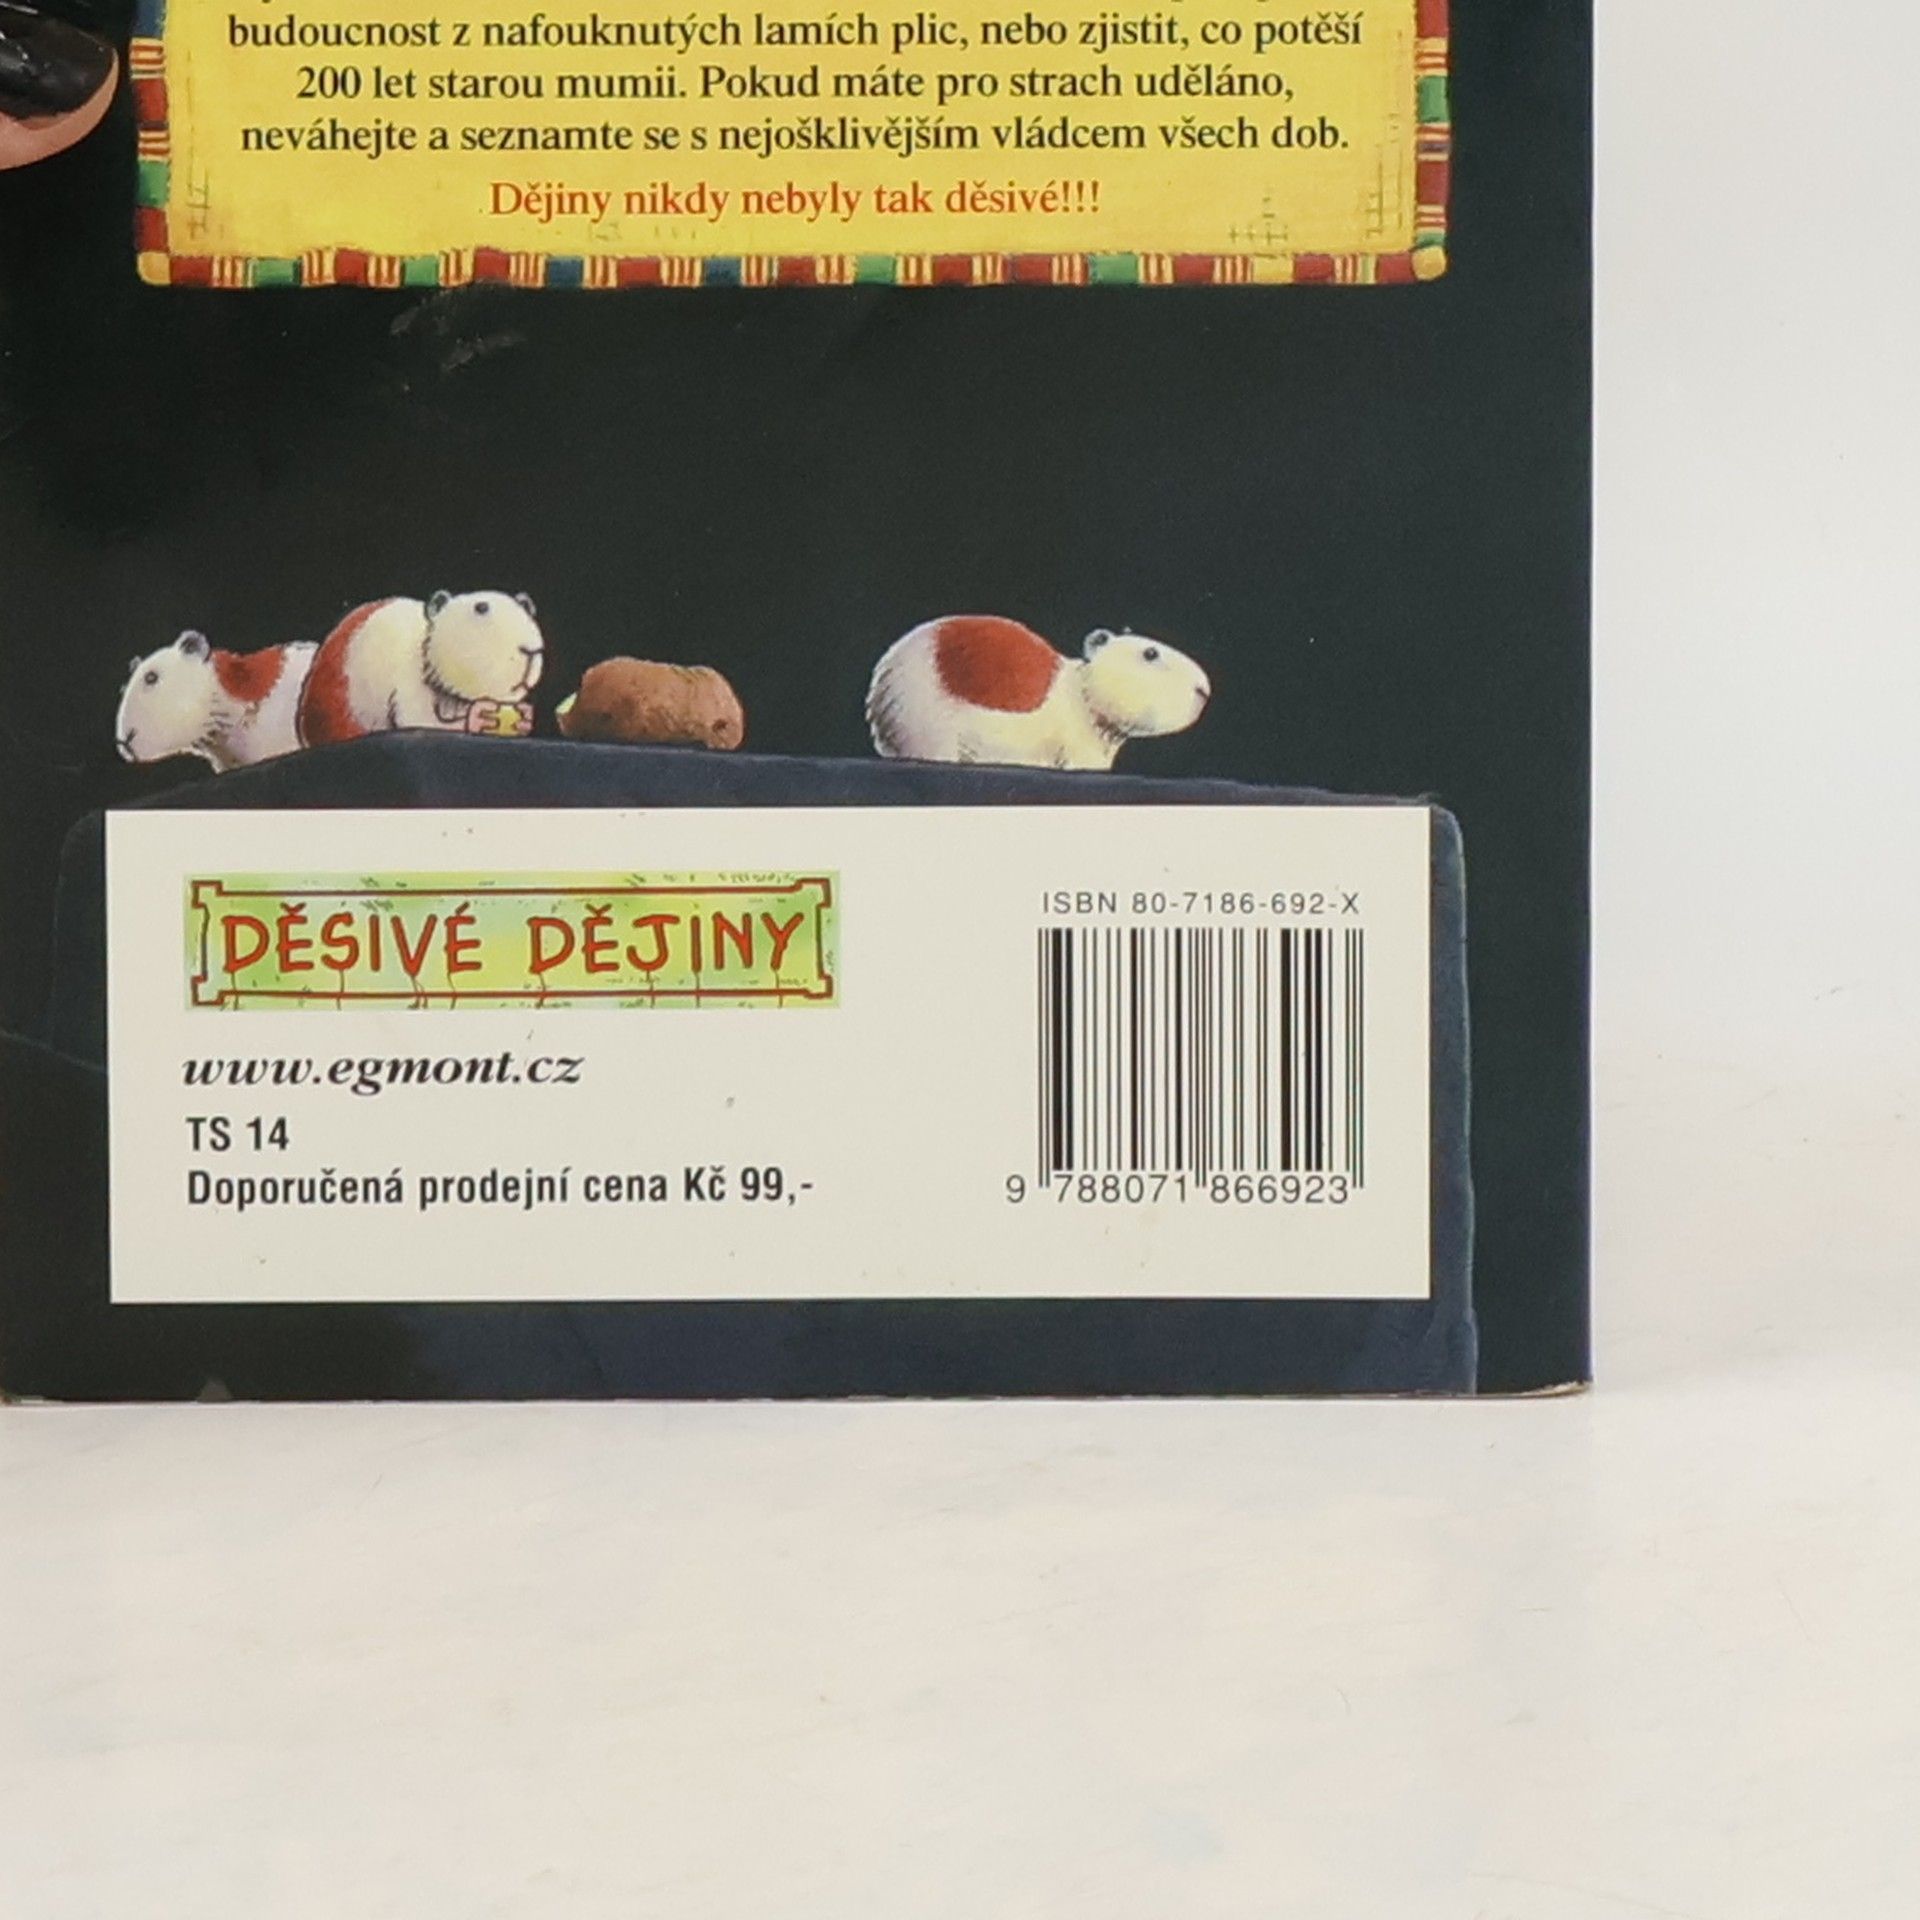 budoucnost z nafouknutých lamích plic, nebo zjistit, co potěší
200 let starou mumii. Pokud máte pro strach uděláno,
neváhejte a seznamte se s nejošklivějším vládcem všech dob.
Dějiny nikdy nebyly tak děsivé!!!
DĚSIVÉ DĚJINY
www.egmont.cz
TS 14
Doporučená prodejní cena Kč 99,-
ISBN 80-7186-692-X
9 788071 866923